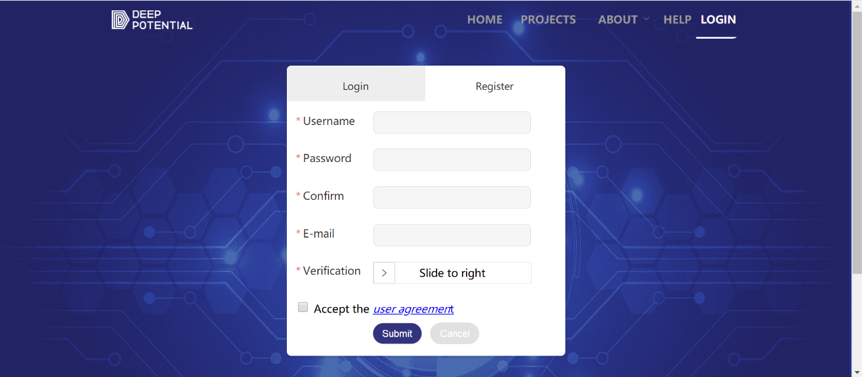 DEEP
POTENTIAL
HOME PROJECTS ABOUT HELP LOGIN
Login Register
* Username
* Password
* Confirm
* E-mail
* Verification > Slide to right
Accept the user agreement
Submit Cancel